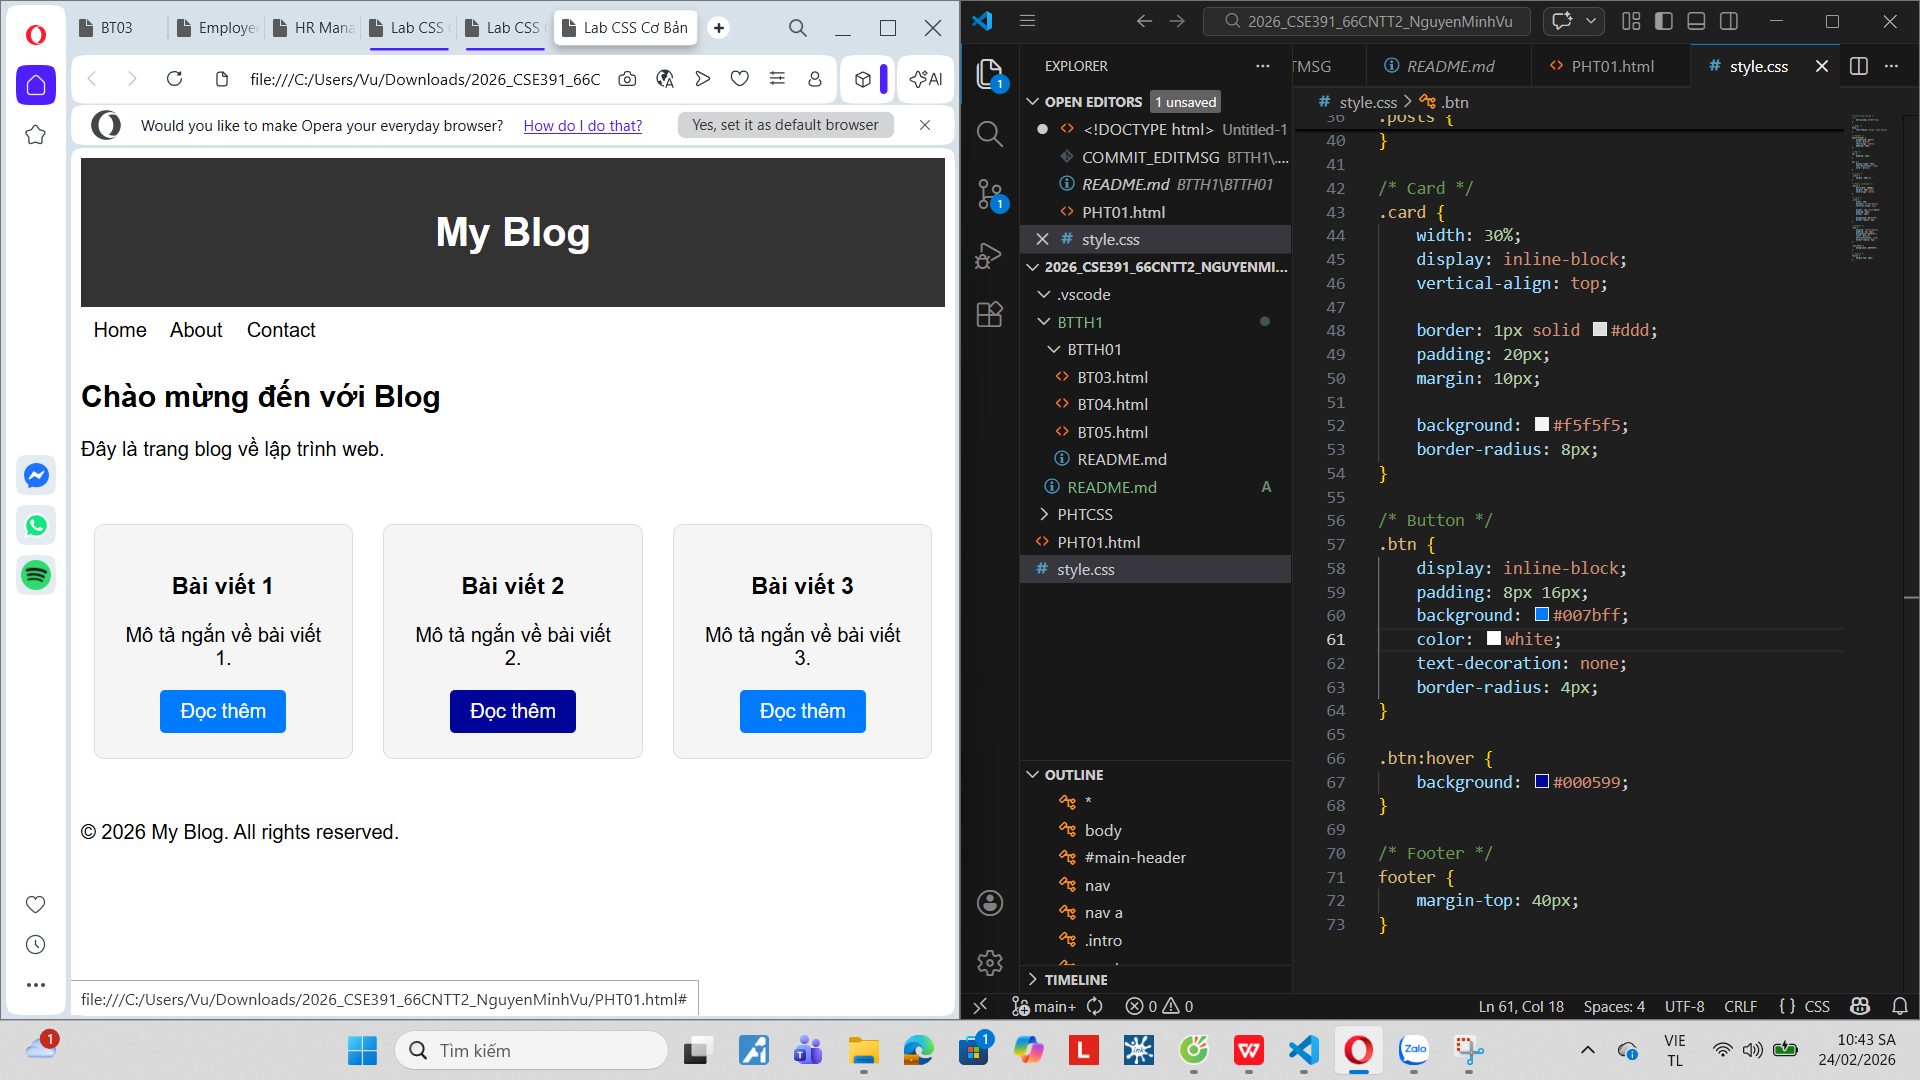 BT03
Employe
HR Mana
Lab CSS
Lab CSS
Lab CSS Cơ Bản
file:///C:/Users/Vu/Downloads/2026_CSE391_66C
AI
Would you like to make Opera your everyday browser?
How do I do that?
Yes, set it as default browser
My Blog
Home
About
Contact
Chào mừng đến với Blog
Đây là trang blog về lập trình web.
Bài viết 1
Mô tả ngắn về bài viết
1.
Đọc thêm
Bài viết 2
Mô tả ngắn về bài viết
2.
Đọc thêm
Bài viết 3
Mô tả ngắn về bài viết
3.
Đọc thêm
© 2026 My Blog. All rights reserved.
file:///C:/Users/Vu/Downloads/2026_CSE391_66CNTT2_NguyenMinhVu/PHT01.html#
2026_CSE391_66CNTT2_NguyenMinhVu
1
1
EXPLORER
OPEN EDITORS 1 unsaved
<!DOCTYPE html> Untitled-1
COMMIT_EDITMSG BTTH1\....
README.md BTTH1\BTTH01
PHT01.html
# style.css
2026_CSE391_66CNTT2_NGUYENMI...
.vscode
BTTH1
BTTH01
BT03.html
BT04.html
BT05.html
README.md
README.md A
PHTCSS
PHT01.html
# style.css
OUTLINE
*
body
#main-header
nav
nav a
.intro
TIMELINE
TMSG
README.md
PHT01.html
# style.css
# style.css > .btn
36 .posts {
40 }
41
42 /* Card */
43 .card {
44 width: 30%;
45 display: inline-block;
46 vertical-align: top;
47
48 border: 1px solid #ddd;
49 padding: 20px;
50 margin: 10px;
51
52 background: #f5f5f5;
53 border-radius: 8px;
54 }
55
56 /* Button */
57 .btn {
58 display: inline-block;
59 padding: 8px 16px;
60 background: #007bff;
61 color: white;
62 text-decoration: none;
63 border-radius: 4px;
64 }
65
66 .btn:hover {
67 background: #000599;
68 }
69
70 /* Footer */
71 footer {
72 margin-top: 40px;
73 }
main+
0
0
Ln 61, Col 18
Spaces: 4
UTF-8
CRLF
{ } CSS
1
Tìm kiếm
1
L
W
Zalo
VIE
TL
10:43 SA
24/02/2026